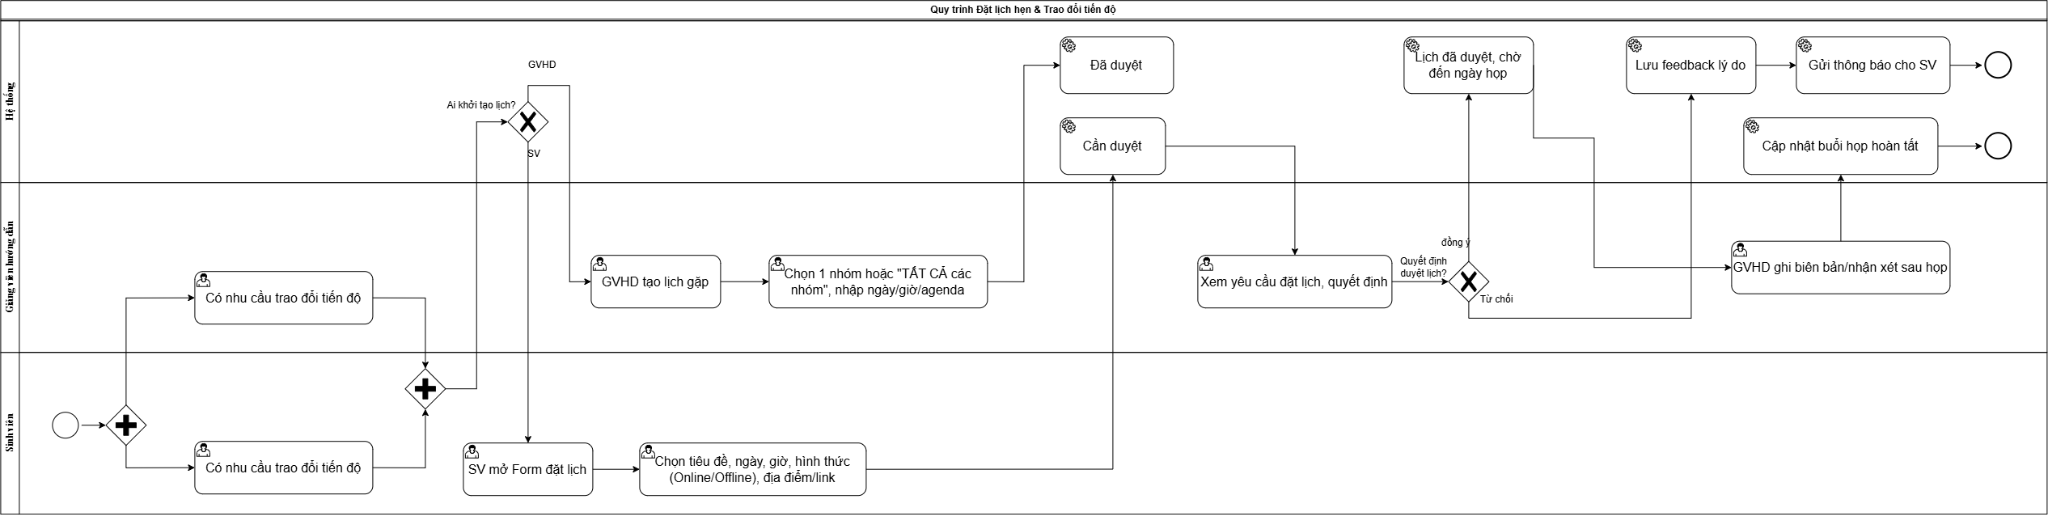 Quy trình Đặt lịch hẹn & Trao đổi tiến độ
Hệ thống
GVHD
Ai khởi tạo lịch?
SV
Đã duyệt
Cần duyệt
Lịch đã duyệt, chờ
đến ngày họp
Lưu feedback lý do
Gửi thông báo cho SV
Cập nhật buổi họp hoàn tất
Giảng viên hướng dẫn
Có nhu cầu trao đổi tiến độ
GVHD tạo lịch gặp
Chọn 1 nhóm hoặc "TẤT CẢ các
nhóm", nhập ngày/giờ/agenda
Xem yêu cầu đặt lịch, quyết định
đồng ý
Quyết định
duyệt lịch?
Từ chối
GVHD ghi biên bản/nhận xét sau họp
Sinh viên
Có nhu cầu trao đổi tiến độ
SV mở Form đặt lịch
Chọn tiêu đề, ngày, giờ, hình thức
(Online/Offline), địa điểm/link